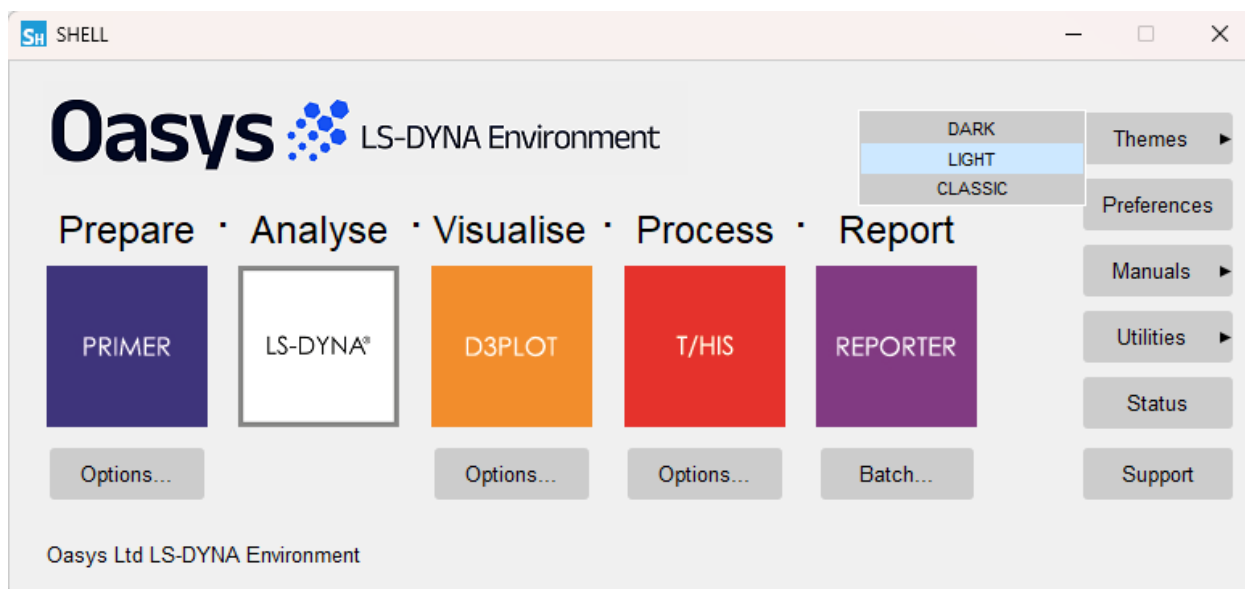 SH SHELL
Oasys LS-DYNA Environment
DARK
LIGHT
CLASSIC
Themes
Preferences
Manuals
Utilities
Status
Support
Prepare · Analyse · Visualise · Process · Report
PRIMER LS-DYNA® D3PLOT T/HIS REPORTER
Options... Options... Options... Batch...
Oasys Ltd LS-DYNA Environment